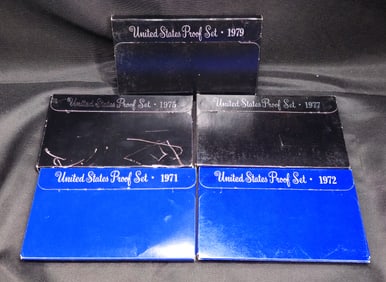 United States Proof Set · 1979
United States Proof Set · 1975
United States Proof Set · 1977
United States Proof Set · 1971
United States Proof Set · 1972